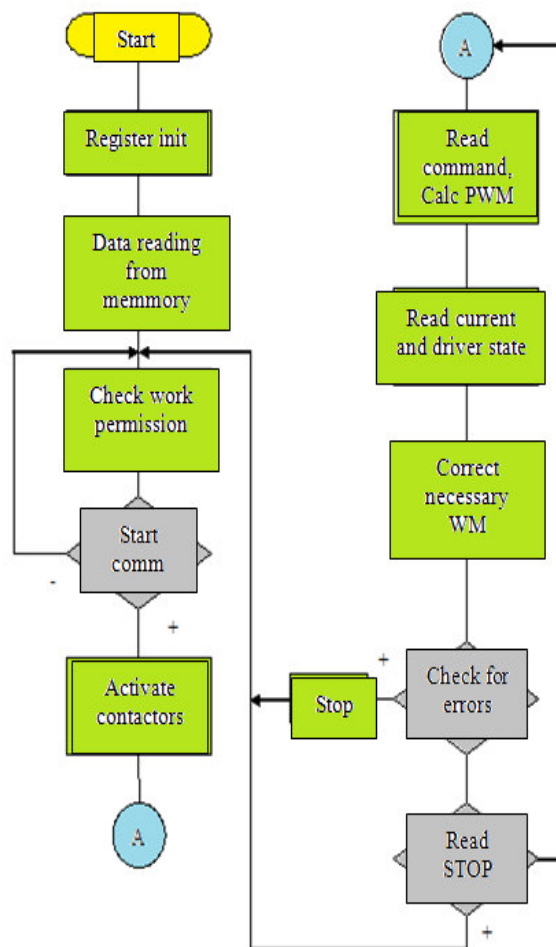 Start
Register init
Data reading
from
memmory
Check work
permission
Start
comm
-
+
Activate
contactors
A
A
Read
command,
Calc PWM
Read current
and driver state
Correct
necessary
WM
+
Check for
errors
Stop
Read
STOP
+